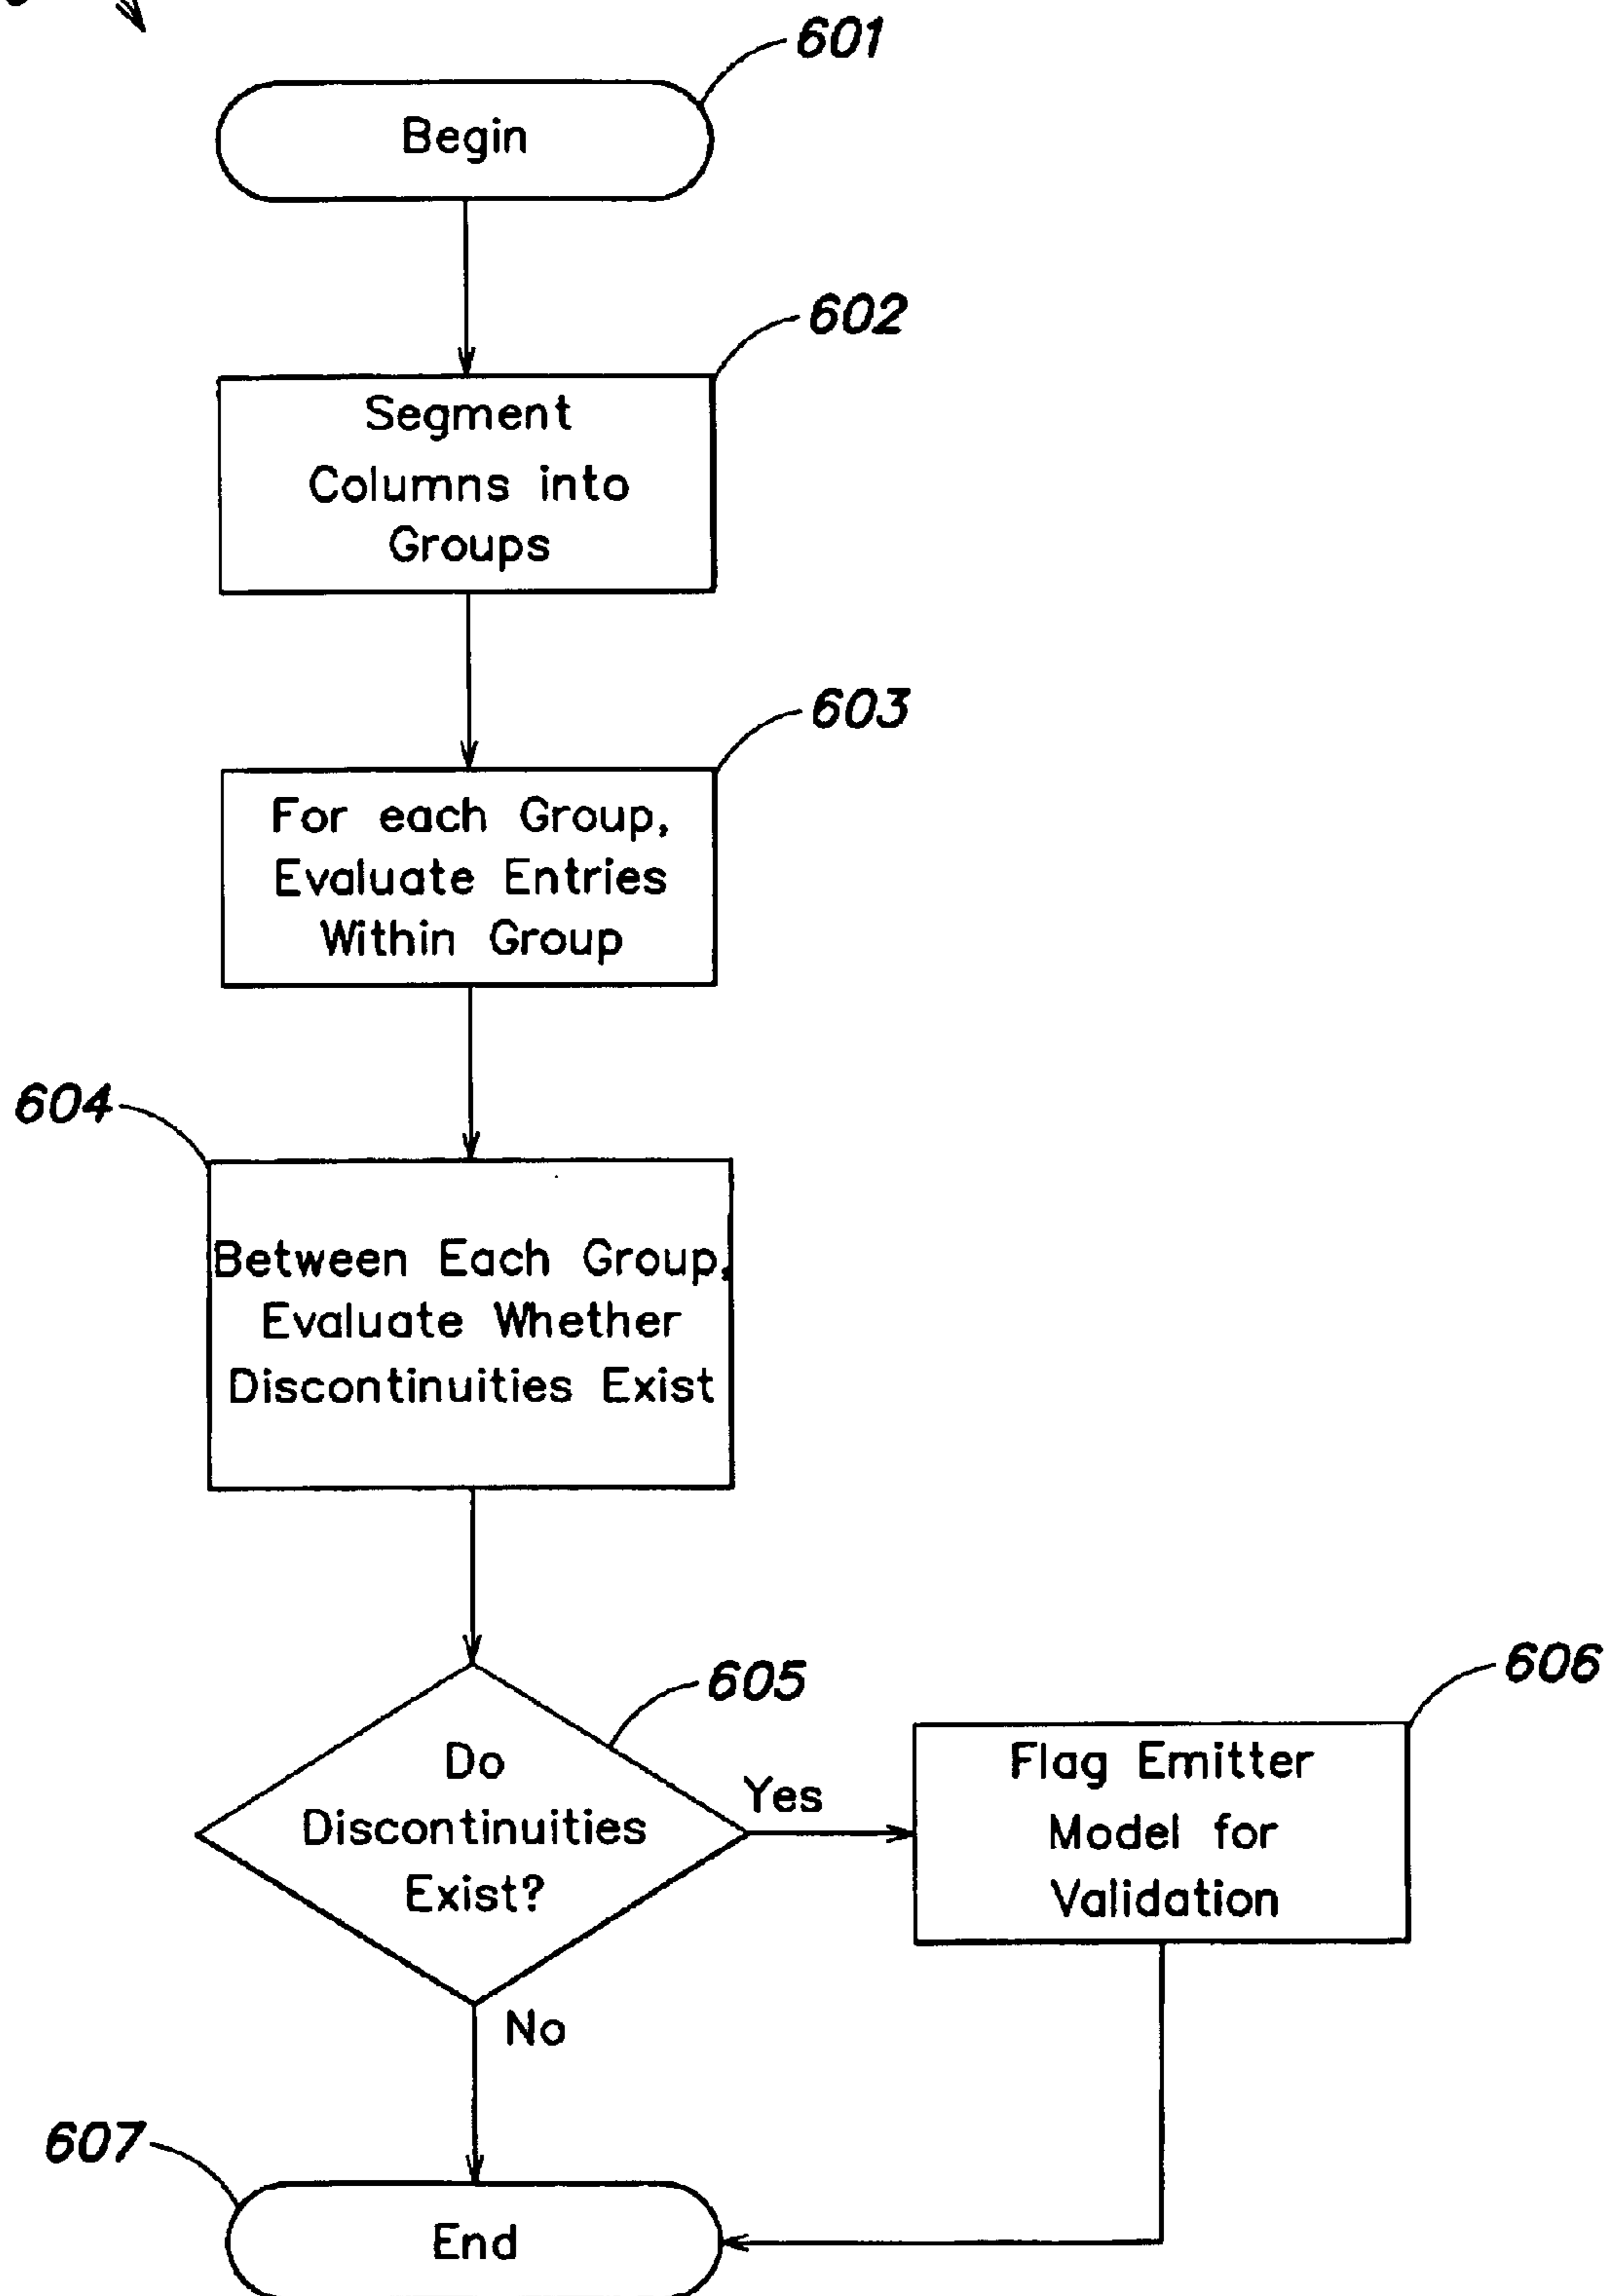 601
Begin
602
Segment
Columns into
Groups
603
For each Group,
Evaluate Entries
Within Group
604
Between Each Group,
Evaluate Whether
Discontinuities Exist
605
Do
Discontinuities
Exist?
Yes
606
Flag Emitter
Model for
Validation
No
607
End